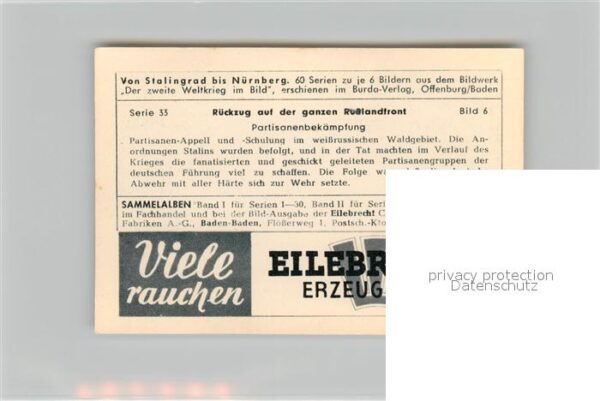 Von Stalingrad bis Nürnberg. 60 Serien zu je 6 Bildern aus dem Bildwerk
„Der zweite Weltkrieg im Bild", erschienen im Burda-Verlag, Offenburg/Baden
Serie 33 Rückzug auf der ganzen Rußlandfront Bild 6
Partisanenbekämpfung
Partisanen-Appell und -Schulung im weißrussischen Waldgebiet. Die An-
ordnungen Stalins wurden befolgt, und in der Tat machten im Verlauf des
Krieges die fanatisierten und geschickt geleiteten Partisanengruppen der
deutschen Führung viel zu schaffen. Die Folge
Abwehr mit aller Härte sich zur Wehr setzte.
SAMMELALBEN Band I für Serien 1—30, Band II für
im Fachhandel und bei der Bild-Ausgabe der Eilebrecht
Fabriken A.-G., Baden-Baden, Flößerweg 1. Postsch.
Viele EILEBR
rauchen ERZEUG
privacy protection
Datenschutz